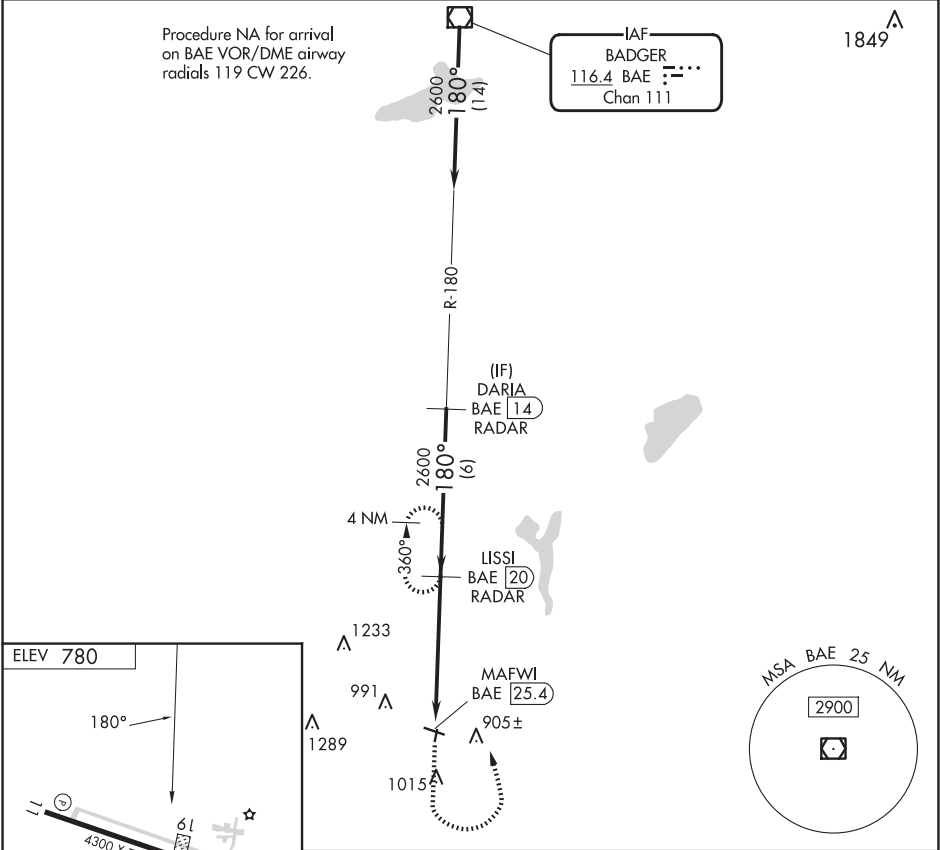 Procedure NA for arrival
on BAE VOR/DME airway
radials 119 CW 226.
IAF
BADGER
116.4 BAE
Chan 111
1849
2600
180°
(14)
R-180
(IF)
DARIA
BAE 14
RADAR
2600
180°
(6)
4 NM
360°
LISSI
BAE 20
RADAR
1233
991
1289
MAFWI
BAE 25.4
905±
1015
MSA BAE 25 NM
2900
ELEV 780
180°
11
P
19
4300 X